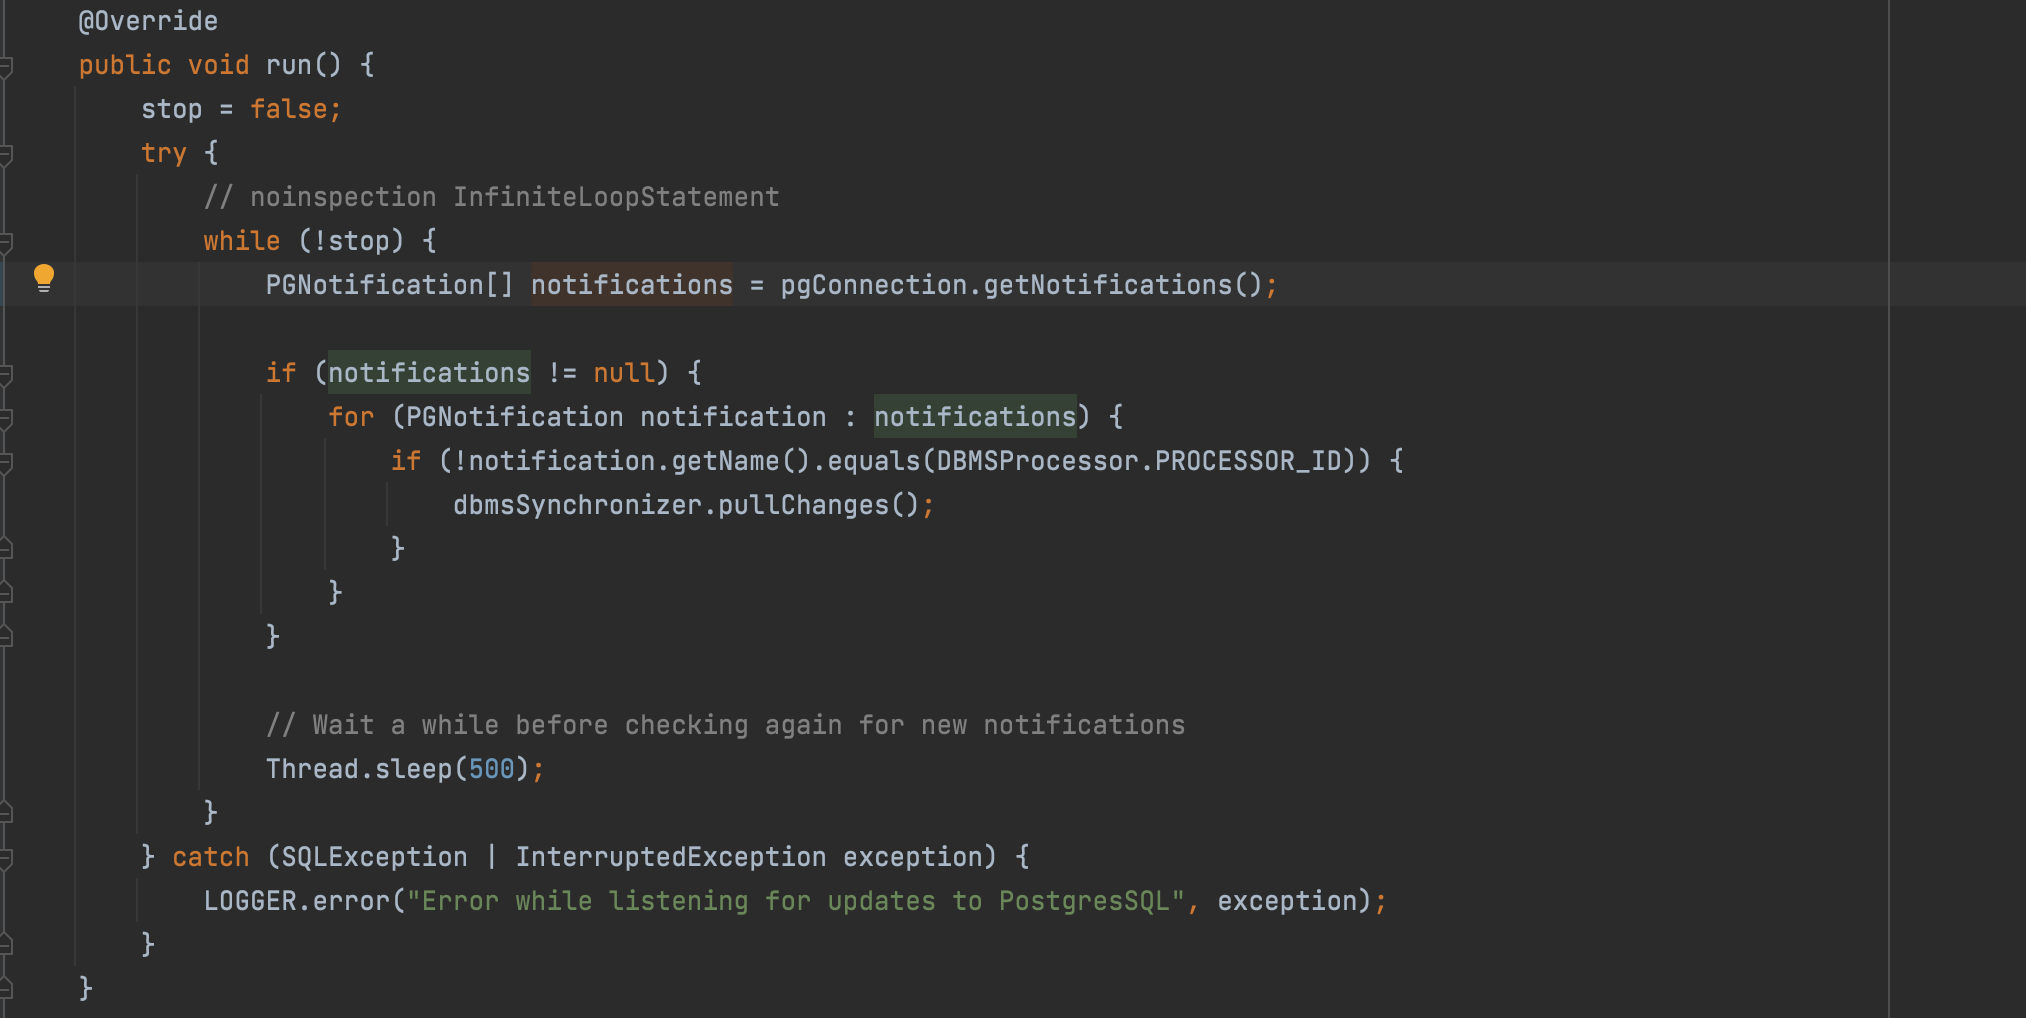 @Override
public void run() {
    stop = false;
    try {
        // noinspection InfiniteLoopStatement
        while (!stop) {
            PGNotification[] notifications = pgConnection.getNotifications();
            if (notifications != null) {
                for (PGNotification notification : notifications) {
                    if (!notification.getName().equals(DBMSProcessor.PROCESSOR_ID)) {
                        dbmsSynchronizer.pullChanges();
                    }
                }
            }
            // Wait a while before checking again for new notifications
            Thread.sleep(500);
        }
    } catch (SQLException | InterruptedException exception) {
        LOGGER.error("Error while listening for updates to PostgresSQL", exception);
    }
}